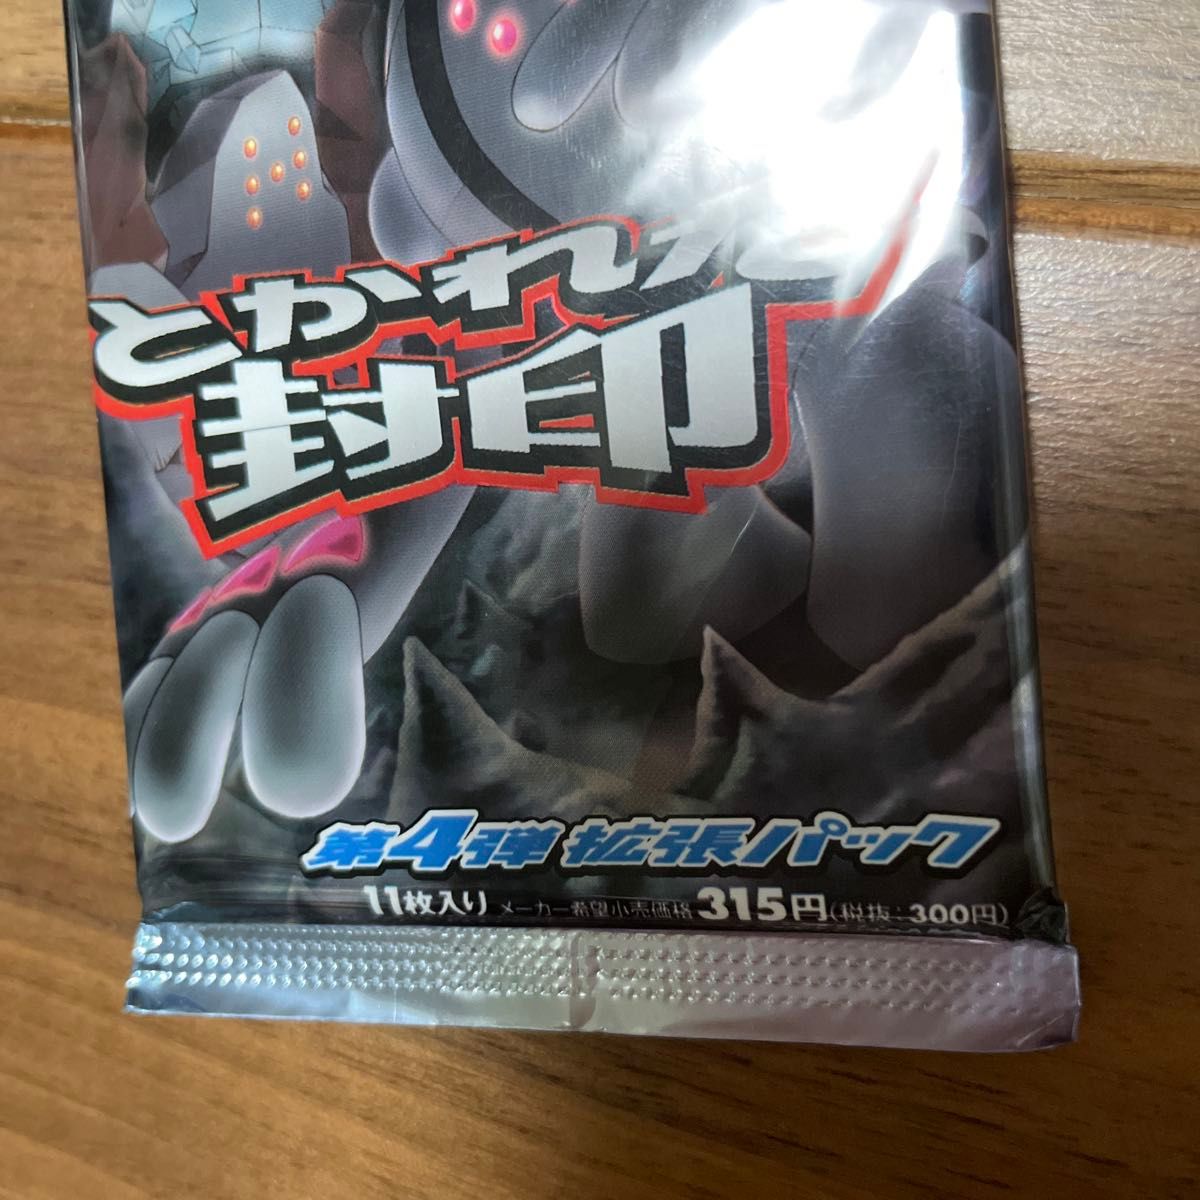 とかれた
封印
第4弾 拡張パック
11枚入り メーカー希望小売価格 315円(税抜:300円)